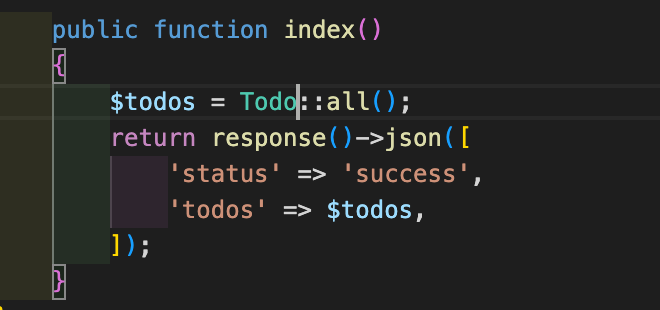 public function index()
{
$todos = Todo::all();
return response()->json([
'status' => 'success',
'todos' => $todos,
]);
}